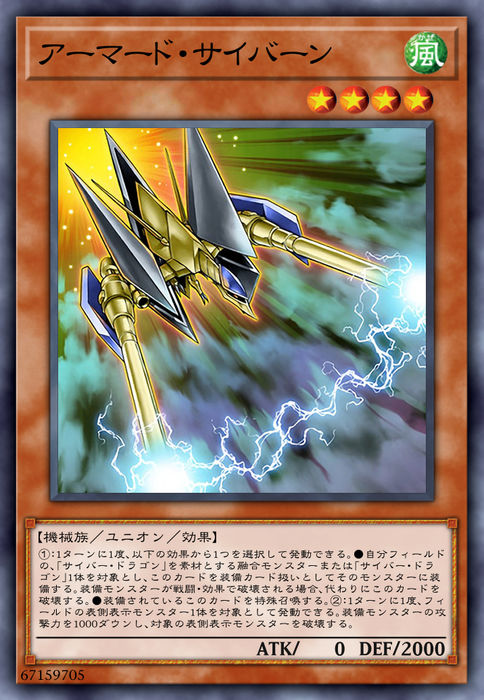 アーマード・サイバーン
かぜ
風
【機械族／ユニオン／効果】
①:1ターンに1度、以下の効果から1つを選択して発動できる。●自分フィールド
の、「サイバー・ドラゴン」を素材とする融合モンスターまたは「サイバー・ドラ
ゴン」1体を対象とし、このカードを装備カード扱いとしてそのモンスターに装
備する。装備モンスターが戦闘・効果で破壊される場合、代わりにこのカードを
破壊する。●装備されているこのカードを特殊召喚する。②:1ターンに1度、フィ
ールドの表側表示モンスター1体を対象として発動できる。装備モンスターの攻
撃力を1000ダウンし、対象の表側表示モンスターを破壊する。
ATK/ 0 DEF/2000
67159705